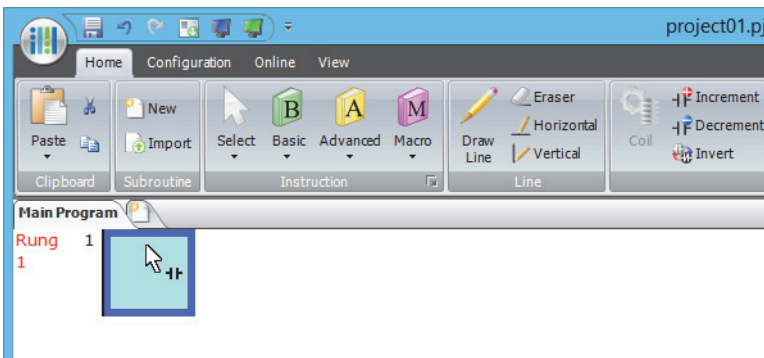 project01.pj
Home Configuration Online View
Paste
Clipboard
New
Import
Subroutine
Select Basic Advanced Macro
B A M
Instruction
Draw
Line
Eraser
Horizontal
Vertical
Line
Coil
Increment
Decrement
Invert
Main Program
Rung 1
1